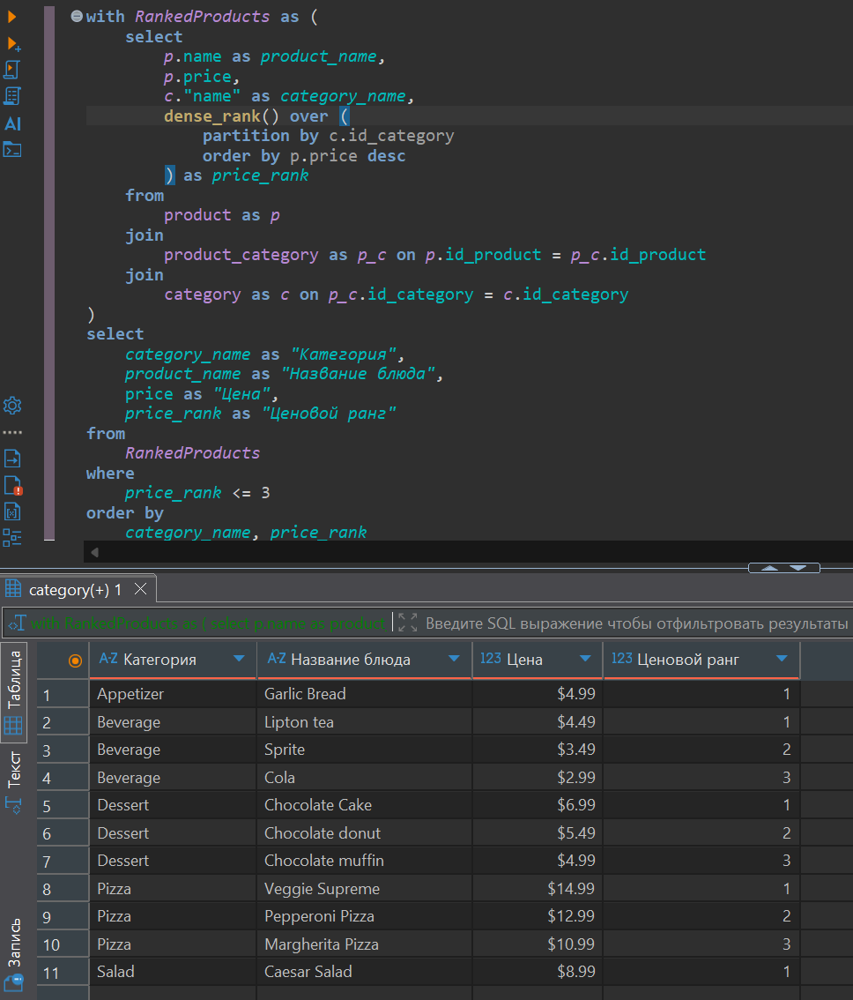 with RankedProducts as (
select
p.name as product_name,
p.price,
c."name" as category_name,
dense_rank() over (
partition by c.id_category
order by p.price desc
) as price_rank
from
product as p
join
product_category as p_c on p.id_product = p_c.id_product
join
category as c on p_c.id_category = c.id_category
)
select
category_name as "Категория",
product_name as "Название блюда",
price as "Цена",
price_rank as "Ценовой ранг"
from
RankedProducts
where
price_rank <= 3
order by
category_name, price_rank
AI
category(+) 1
with RankedProducts as ( select p.name as product Введите SQL выражение чтобы отфильтровать результаты
A-Z Категория A-Z Название блюда 123 Цена 123 Ценовой ранг
1 Appetizer Garlic Bread $4.99 1
2 Beverage Lipton tea $4.49 1
3 Beverage Sprite $3.49 2
4 Beverage Cola $2.99 3
5 Dessert Chocolate Cake $6.99 1
6 Dessert Chocolate donut $5.49 2
7 Dessert Chocolate muffin $4.99 3
8 Pizza Veggie Supreme $14.99 1
9 Pizza Pepperoni Pizza $12.99 2
10 Pizza Margherita Pizza $10.99 3
11 Salad Caesar Salad $8.99 1
Таблица
Текст
Запись